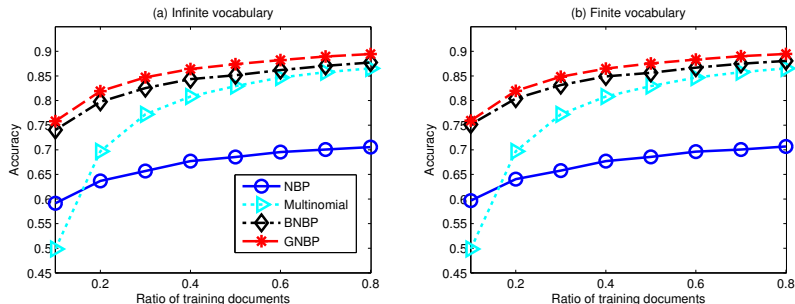 (a) Infinite vocabulary
0.9
0.85
0.8
0.75
0.7
0.65
0.6
0.55
0.5
0.45
Accuracy
0.2
0.4
0.6
0.8
Ratio of training documents
NBP
Multinomial
BNBP
GNBP
(b) Finite vocabulary
0.9
0.85
0.8
0.75
0.7
0.65
0.6
0.55
0.5
0.45
Accuracy
0.2
0.4
0.6
0.8
Ratio of training documents